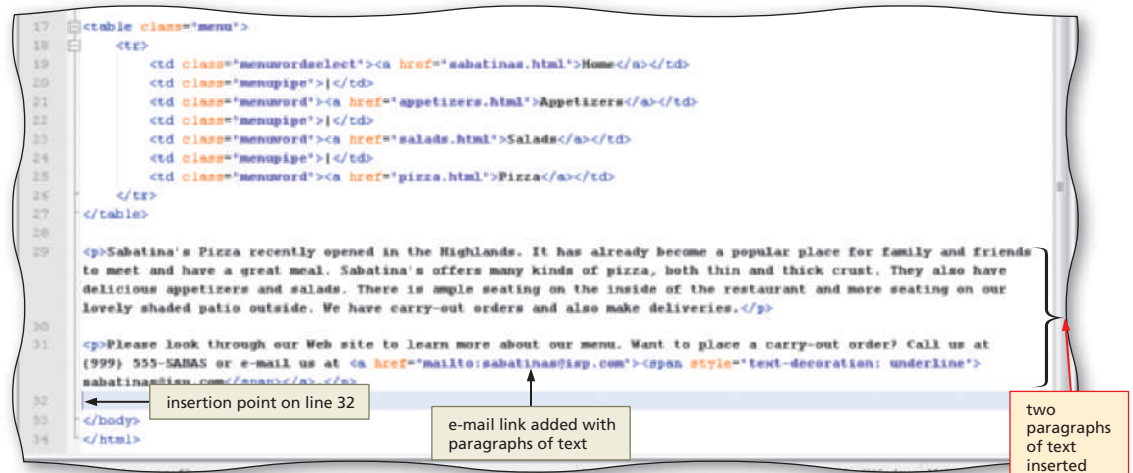 17 <table class="menu">
18 <tr>
19 <td class="menuwordselect"><a href="sabatinas.html">Home</a></td>
20 <td class="menupipe">|</td>
21 <td class="menuword"><a href="appetizers.html">Appetizers</a></td>
22 <td class="menupipe">|</td>
23 <td class="menuword"><a href="salads.html">Salads</a></td>
24 <td class="menupipe">|</td>
25 <td class="menuword"><a href="pizza.html">Pizza</a></td>
26 </tr>
27 </table>
28
29 <p>Sabatina's Pizza recently opened in the Highlands. It has already become a popular place for family and friends
to meet and have a great meal. Sabatina's offers many kinds of pizza, both thin and thick crust. They also have
delicious appetizers and salads. There is ample seating on the inside of the restaurant and more seating on our
lovely shaded patio outside. We have carry-out orders and also make deliveries.</p>
30
31 <p>Please look through our Web site to learn more about our menu. Want to place a carry-out order? Call us at
(999) 555-SABAS or e-mail us at <a href="mailto:sabatinas@isp.com"><span style="text-decoration: underline">
sabatinas@isp.com</span></a>.</p>
32
insertion point on line 32
33 </body>
34 </html>
e-mail link added with
paragraphs of text
two
paragraphs
of text
inserted